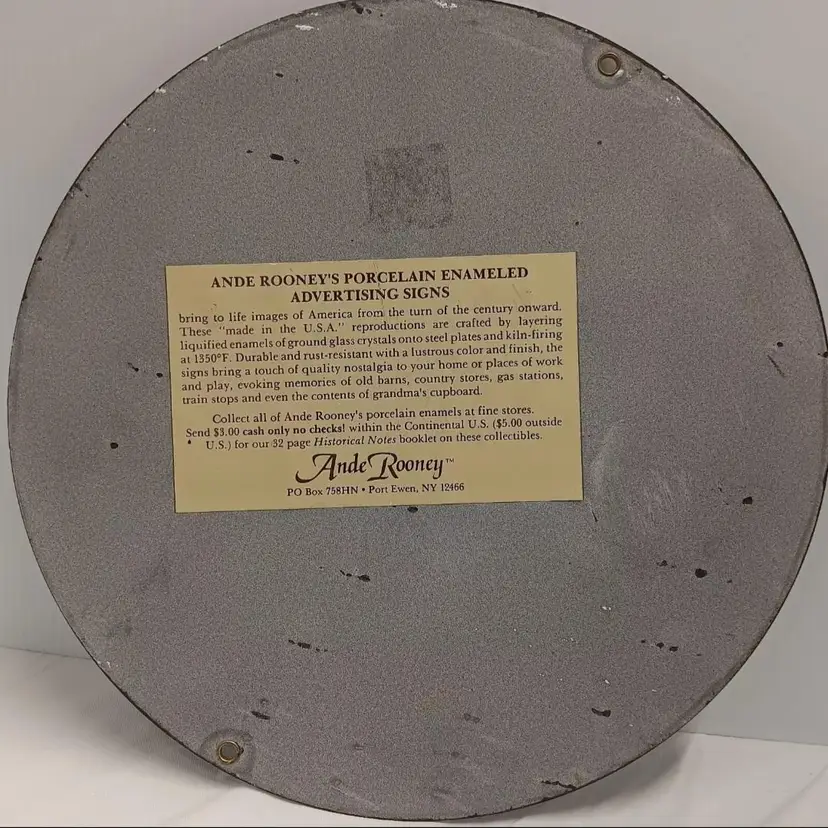 ANDE ROONEY'S PORCELAIN ENAMELED
ADVERTISING SIGNS
bring to life images of America from the turn of the century onward.
These "made in the U.S.A." reproductions are crafted by layering
liquified enamels of ground glass crystals onto steel plates and kiln-firing
at 1350°F. Durable and rust-resistant with a lustrous color and finish, the
signs bring a touch of quality nostalgia to your home or places of work
and play, evoking memories of old barns, country stores, gas stations,
train stops and even the contents of grandma's cupboard.
Collect all of Ande Rooney's porcelain enamels at fine stores.
Send $3.00 cash only no checks! within the Continental U.S. ($5.00 outside
U.S.) for our 32 page Historical Notes booklet on these collectibles.
Ande Rooney™
PO Box 758HN • Port Ewen, NY 12466